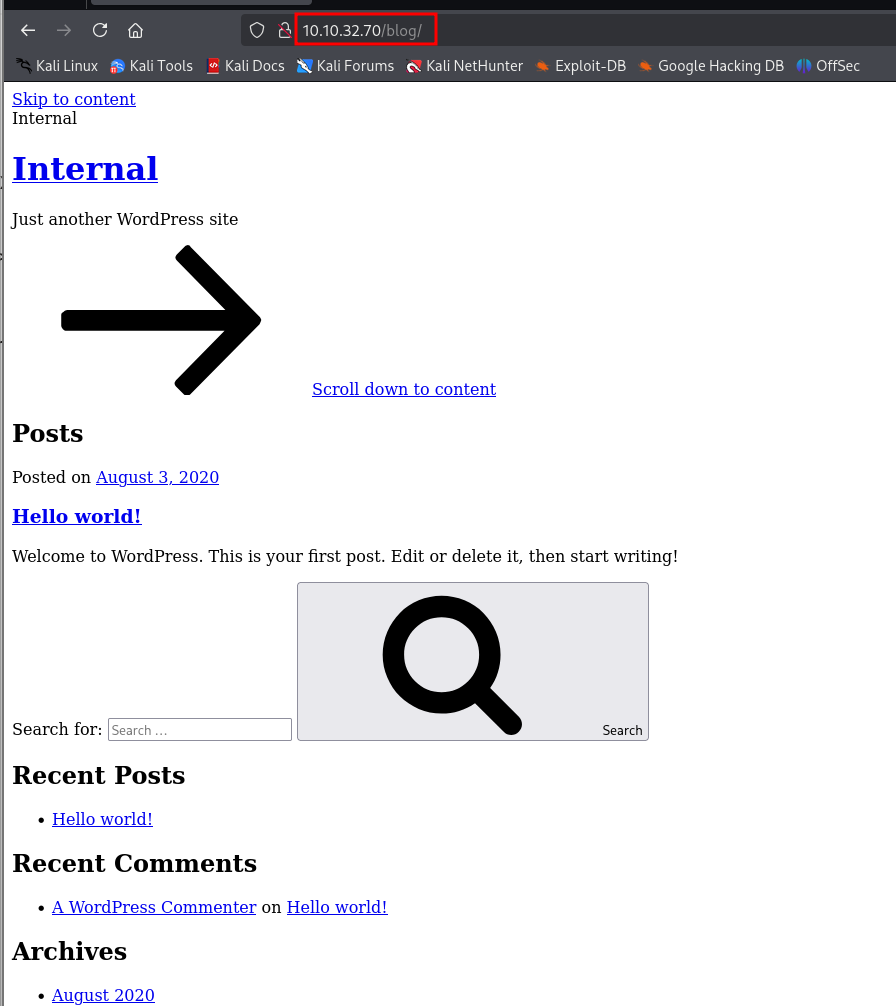 10.10.32.70/blog/
Kali Linux Kali Tools Kali Docs Kali Forums Kali NetHunter Exploit-DB Google Hacking DB OffSec
Skip to content
Internal
Internal
Just another WordPress site
Scroll down to content
Posts
Posted on August 3, 2020
Hello world!
Welcome to WordPress. This is your first post. Edit or delete it, then start writing!
Search for: Search … Search
Recent Posts
• Hello world!
Recent Comments
• A WordPress Commenter on Hello world!
Archives
• August 2020